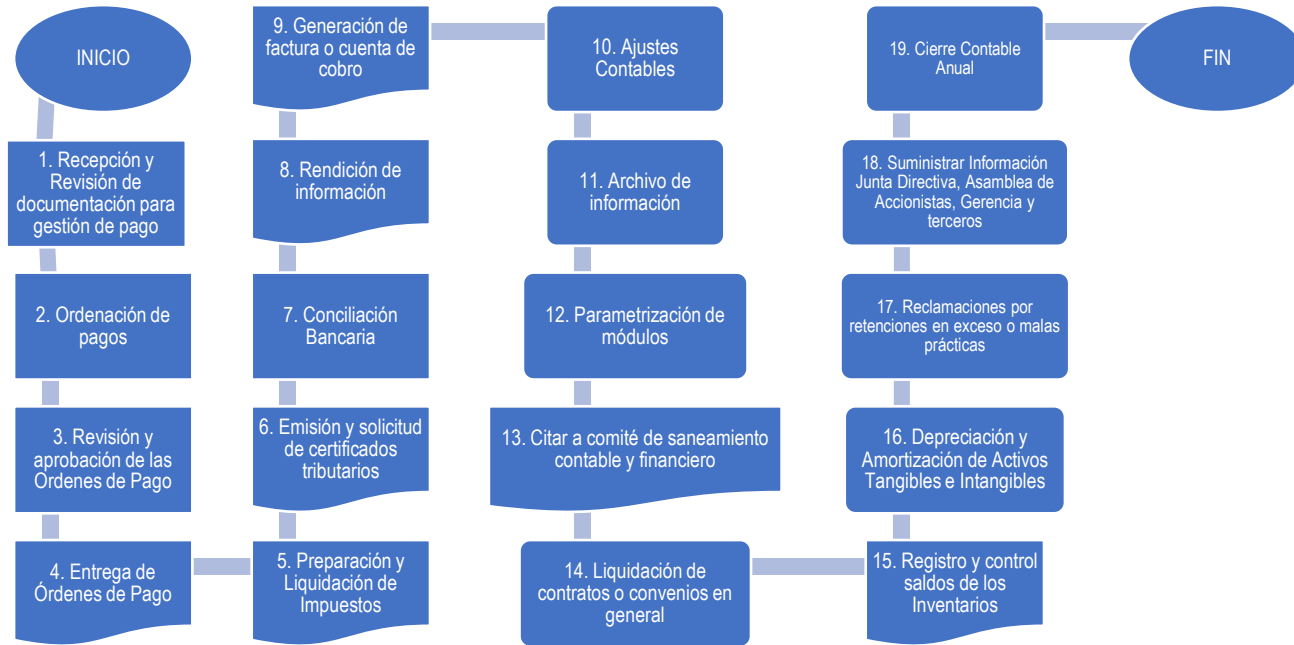 INICIO
1. Recepción y
Revisión de
documentación para
gestión de pago
2. Ordenación de
pagos
3. Revisión y
aprobación de las
Ordenes de Pago
4. Entrega de
Órdenes de Pago
5. Preparación y
Liquidación de
Impuestos
6. Emisión y solicitud
de certificados
tributarios
7. Conciliación
Bancaria
8. Rendición de
información
9. Generación de
factura o cuenta de
cobro
10. Ajustes
Contables
11. Archivo de
información
12. Parametrización de
módulos
13. Citar a comité de saneamiento
contable y financiero
14. Liquidación de
contratos o convenios en
general
15. Registro y control
saldos de los
Inventarios
16. Depreciación y
Amortización de Activos
Tangibles e Intangibles
17. Reclamaciones por
retenciones en exceso o malas
prácticas
18. Suministrar Información
Junta Directiva, Asamblea de
Accionistas, Gerencia y
terceros
19. Cierre Contable
Anual
FIN